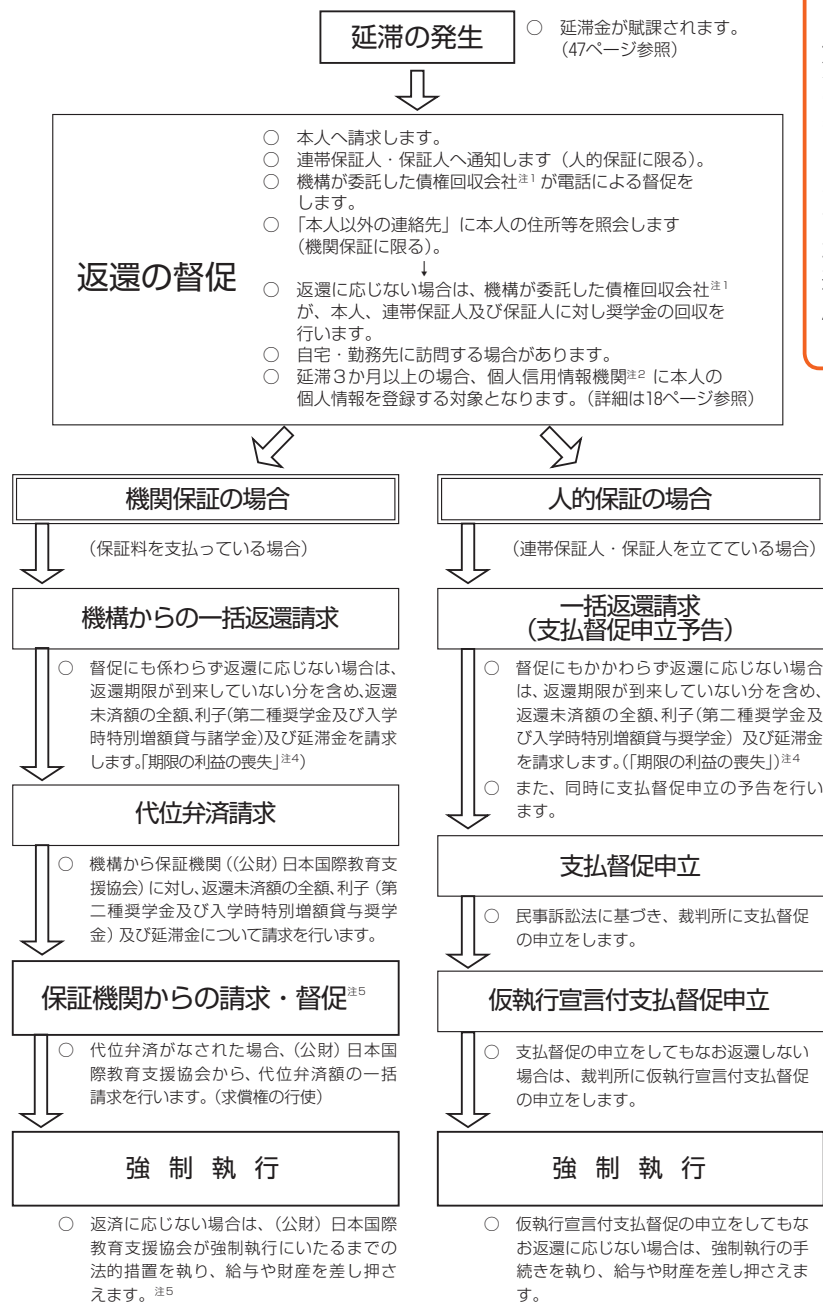 延滞の発生
○ 延滞金が賦課されます。
(47ページ参照)
返還の督促
○ 本人へ請求します。
○ 連帯保証人・保証人へ通知します（人的保証に限る）。
○ 機構が委託した債権回収会社注1 が電話による督促を
します。
○ 「本人以外の連絡先」に本人の住所等を照会します
(機関保証に限る)。
↓
○ 返還に応じない場合は、機構が委託した債権回収会社注1
が、本人、連帯保証人及び保証人に対し奨学金の回収を
行います。
○ 自宅・勤務先に訪問する場合があります。
○ 延滞３か月以上の場合、個人信用情報機関注2 に本人の
個人情報を登録する対象となります。（詳細は18ページ参照）
機関保証の場合
(保証料を支払っている場合)
機構からの一括返還請求
○ 督促にも係わらず返還に応じない場合は、
返還期限が到来していない分を含め、返還
未済額の全額、利子(第二種奨学金及び入学
時特別増額貸与諸学金)及び延滞金を請求
します。「期限の利益の喪失」注4)
代位弁済請求
○ 機構から保証機関 ((公財) 日本国際教育支
援協会) に対し、返還未済額の全額、利子 (第
二種奨学金及び入学時特別増額貸与奨学
金) 及び延滞金について請求を行います。
保証機関からの請求・督促注5
○ 代位弁済がなされた場合、(公財) 日本国
際教育支援協会から、代位弁済額の一括
請求を行います。(求償権の行使)
強 制 執 行
○ 返済に応じない場合は、(公財) 日本国際
教育支援協会が強制執行にいたるまでの
法的措置を執り、給与や財産を差し押さ
えます。注5
人的保証の場合
(連帯保証人・保証人を立てている場合)
一括返還請求
(支払督促申立予告)
○ 督促にもかかわらず返還に応じない場合
は、返還期限が到来していない分を含め、
返還未済額の全額、利子(第二種奨学金及
び入学時特別増額貸与奨学金) 及び延滞金
を請求します。(「期限の利益の喪失」)注4
○ また、同時に支払督促申立の予告を行い
ます。
支払督促申立
○ 民事訴訟法に基づき、裁判所に支払督促
の申立をします。
仮執行宣言付支払督促申立
○ 支払督促の申立をしてもなお返還しない
場合は、裁判所に仮執行宣言付支払督促
の申立をします。
強 制 執 行
○ 仮執行宣言付支払督促の申立をしてもな
お返還に応じない場合は、強制執行の手
続きを執り、給与や財産を差し押さえま
す。